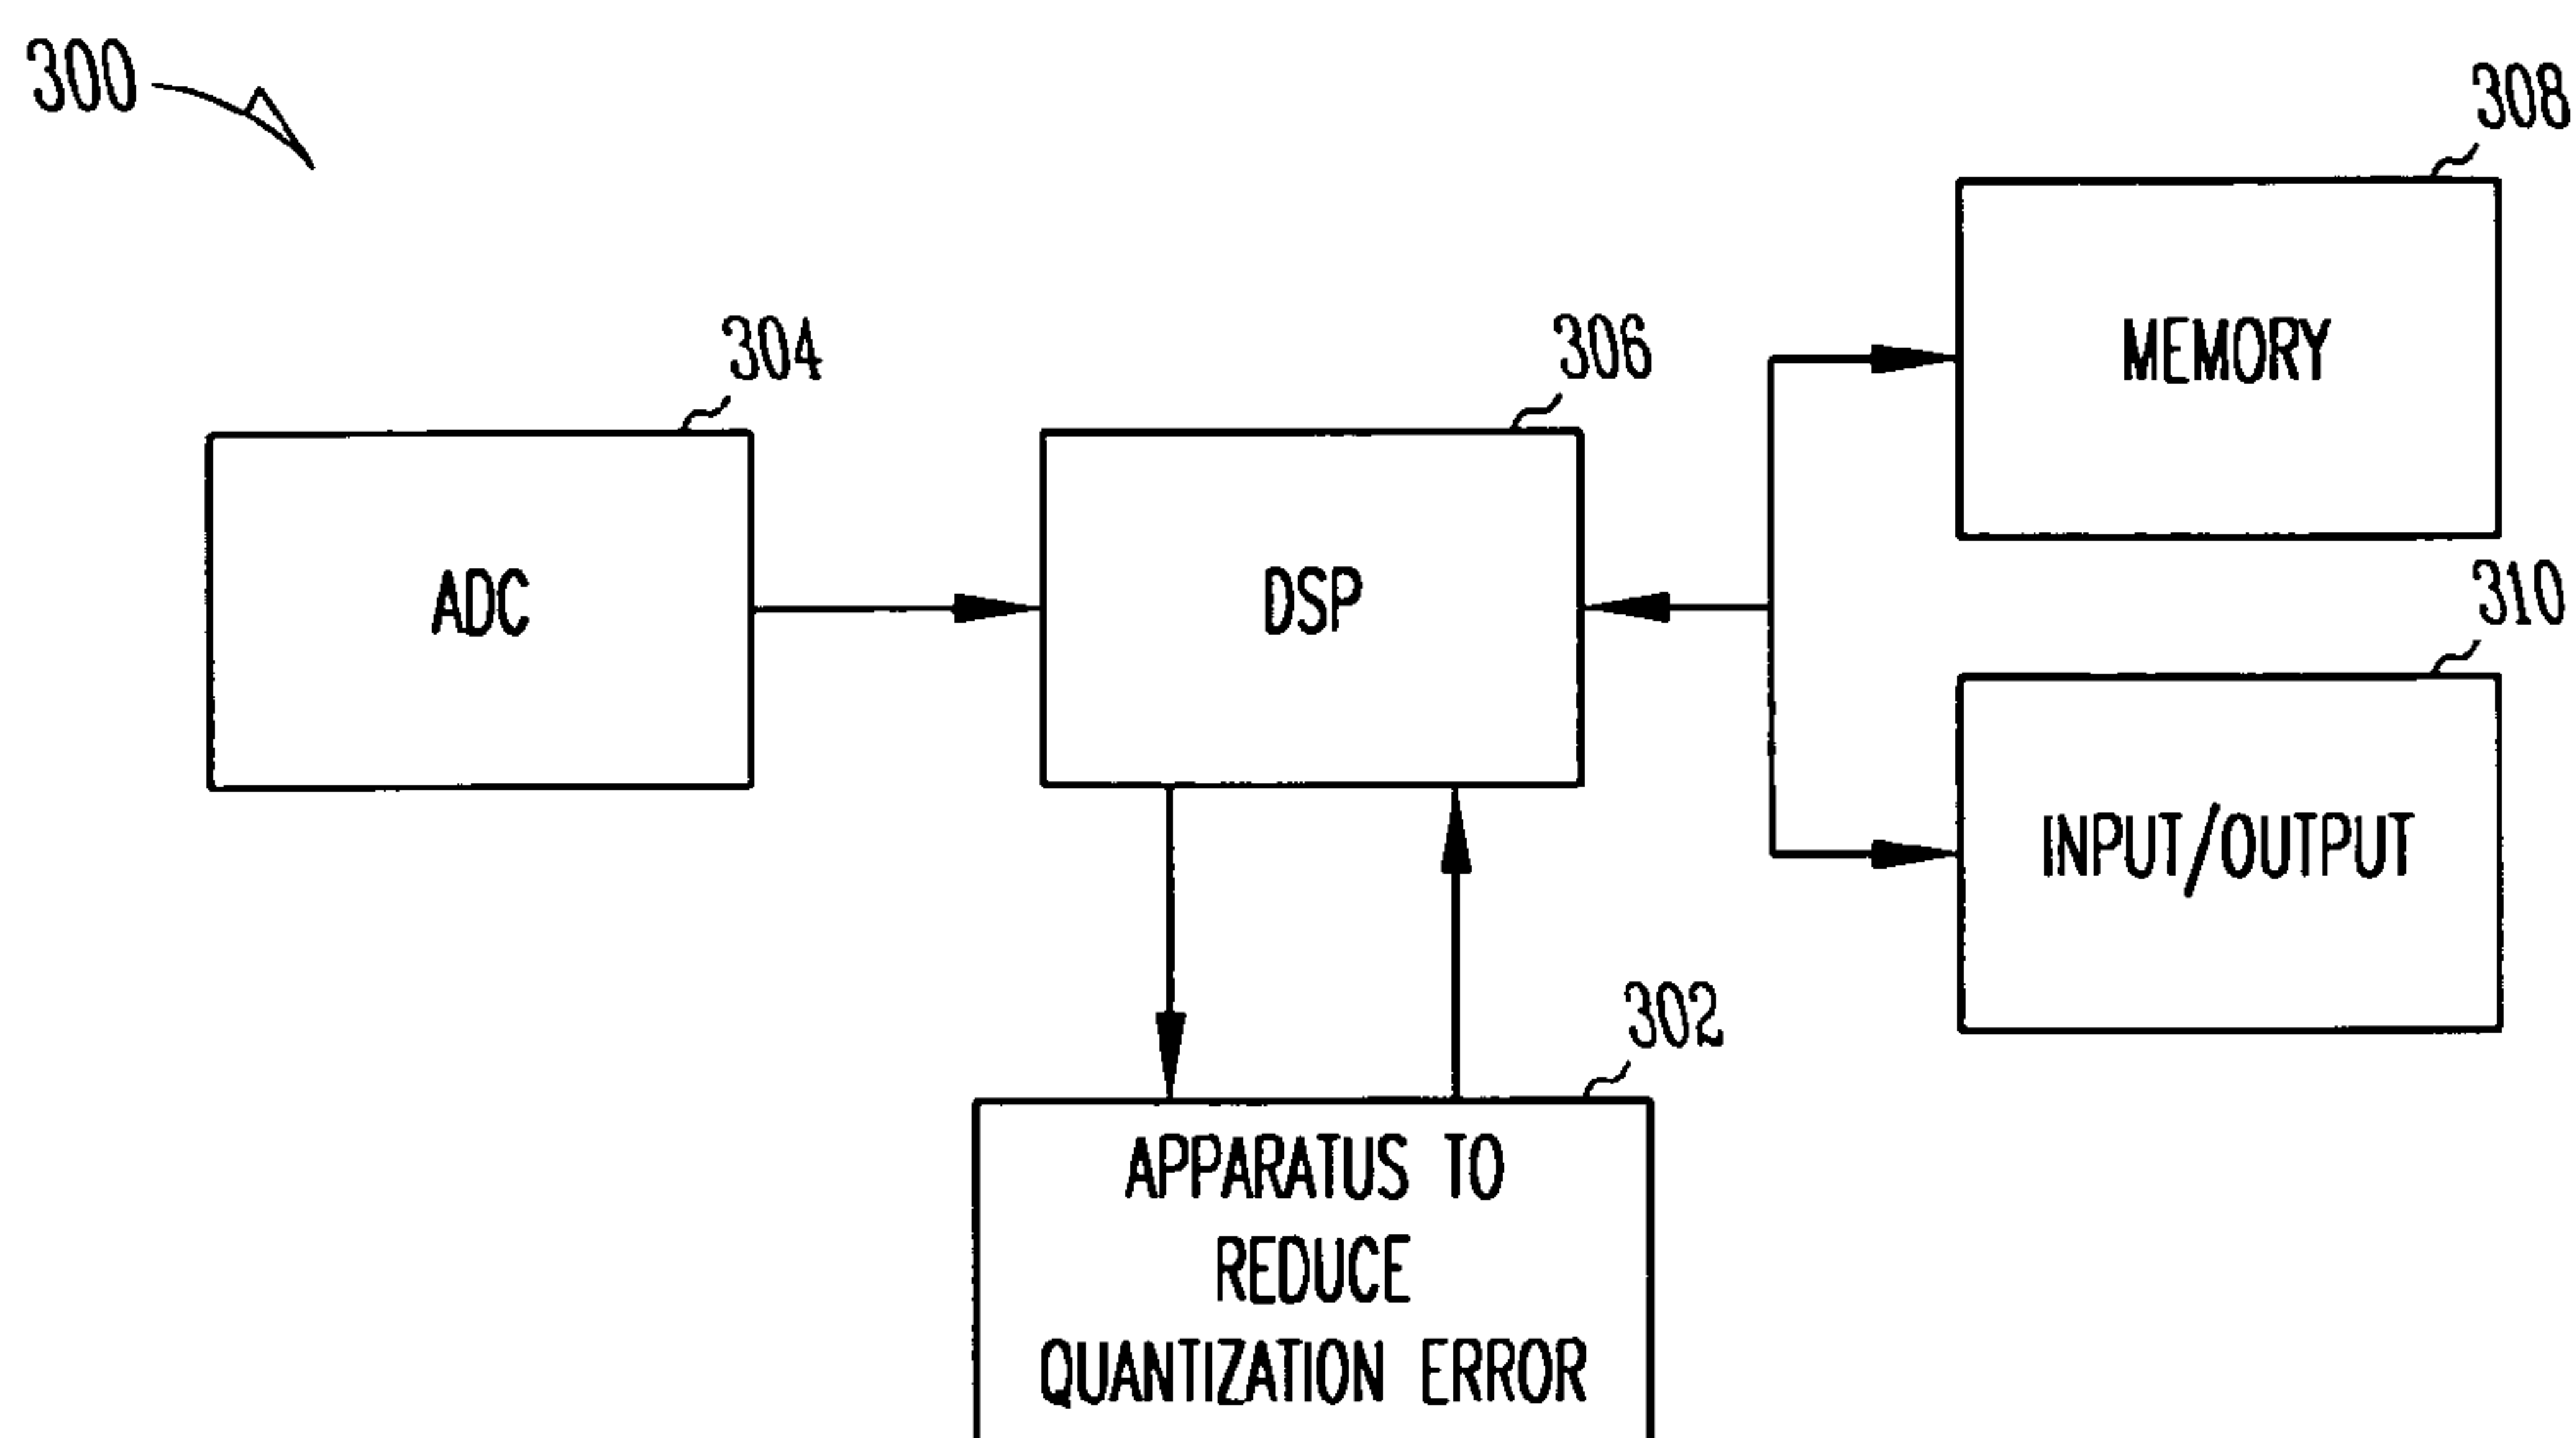 300
308
304
306
MEMORY
ADC
DSP
310
INPUT/OUTPUT
302
APPARATUS TO
REDUCE
QUANTIZATION ERROR